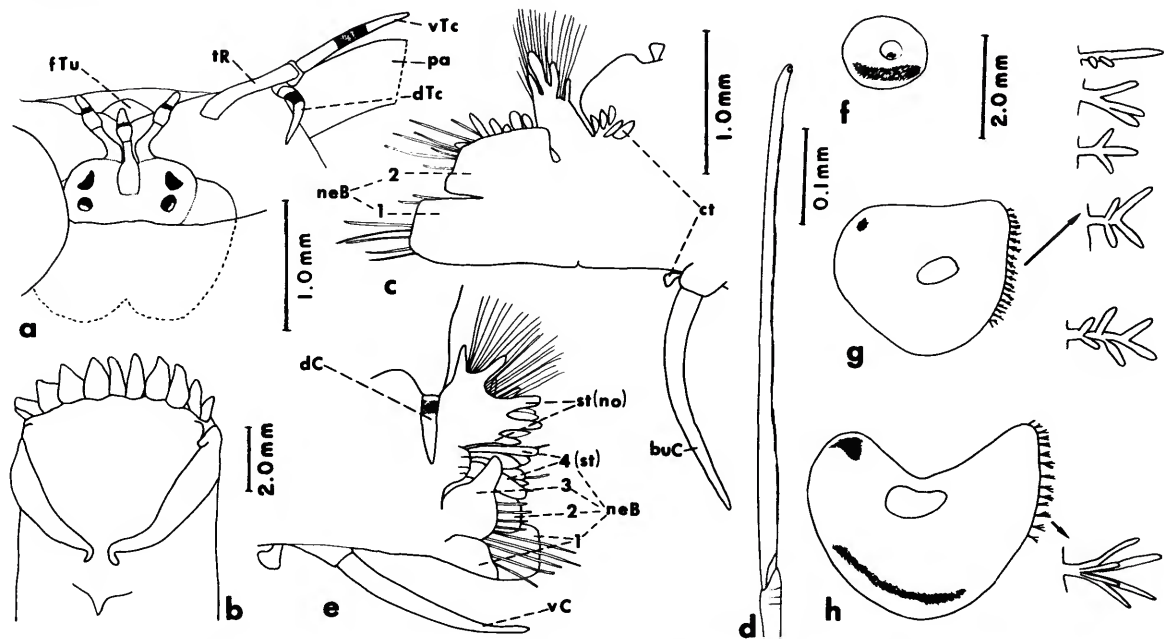 vTc
tR
fTu
pa
dTc
1.0mm
a
2
neB
1
ct
1.0mm
c
buC
0.1mm
d
f
2.0mm
g
h
2.0mm
b
dC
st(no)
4(st)
3
neB
2
1
vC
e